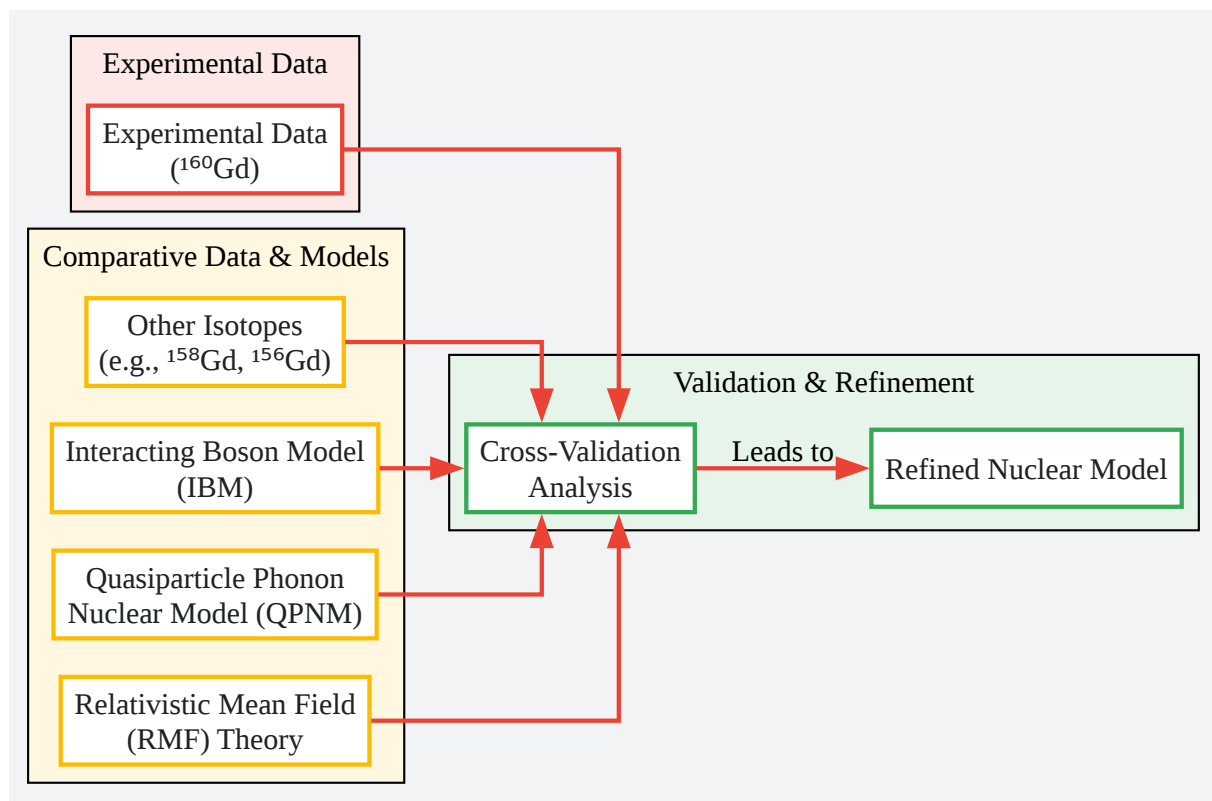 Experimental Data
Experimental Data
(¹⁶⁰Gd)
Comparative Data & Models
Other Isotopes
(e.g., ¹⁵⁸Gd, ¹⁵⁶Gd)
Interacting Boson Model
(IBM)
Quasiparticle Phonon
Nuclear Model (QPNM)
Relativistic Mean Field
(RMF) Theory
Validation & Refinement
Cross-Validation
Analysis
Leads to
Refined Nuclear Model